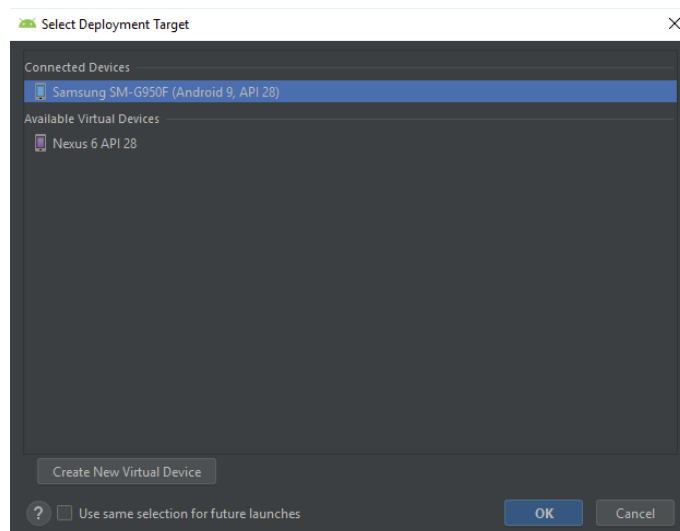 Select Deployment Target
Connected Devices
Samsung SM-G950F (Android 9, API 28)
Available Virtual Devices
Nexus 6 API 28
Create New Virtual Device
? Use same selection for future launches OK Cancel